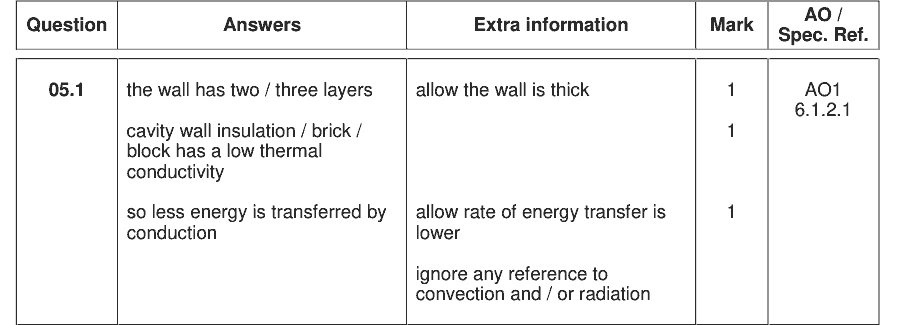 Question Answers Extra information Mark AO /
Spec. Ref.
05.1 the wall has two / three layers allow the wall is thick 1 AO1
6.1.2.1
cavity wall insulation / brick / 1
block has a low thermal
conductivity
so less energy is transferred by allow rate of energy transfer is 1
conduction lower
ignore any reference to
convection and / or radiation